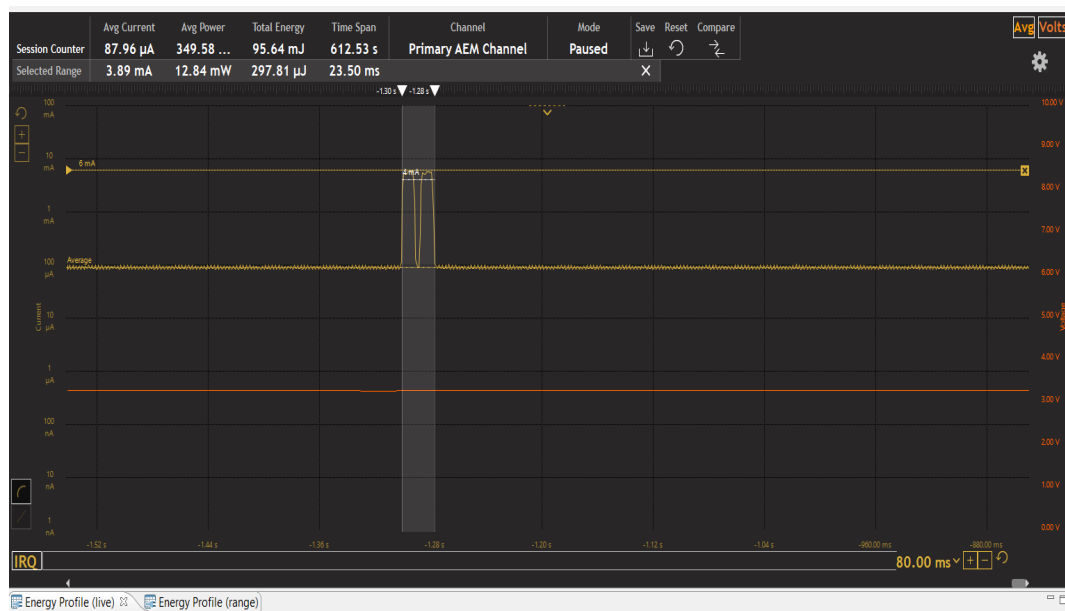 Avg Current Avg Power Total Energy Time Span Channel Mode Save Reset Compare Avg Volts
Session Counter 87.96 µA 349.58 ... 95.64 mJ 612.53 s Primary AEM Channel Paused
Selected Range 3.89 mA 12.84 mW 297.81 µJ 23.50 ms X
-1.30 s -1.28 s
100 mA 10.00 V
9.00 V
10 mA 6 mA
4 mA 8.00 V
1 mA
7.00 V
100 µA Average 6.00 V
Current 10 µA 5.00 V Voltage
4.00 V
1 µA
3.00 V
100 nA
2.00 V
10 nA 1.00 V
1 nA 0.00 V
-1.52 s -1.44 s -1.36 s -1.28 s -1.20 s -1.12 s -1.04 s -960.00 ms -880.00 ms
IRQ 80.00 ms + -
Energy Profile (live) Energy Profile (range)